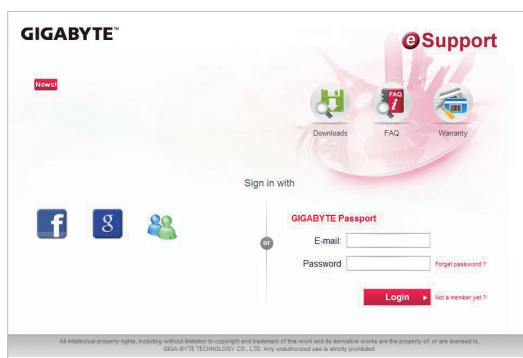 GIGABYTE™
eSupport
News!
FAQ
Downloads
FAQ
Warranty
Sign in with
GIGABYTE Passport
f
g
or
E-mail:
Password
Forget password ?
Login
Not a member yet ?
All intellectual property rights, including without limitation to copyright and trademark of this work and its derivative works are the property of, or are licensed to,
GIGA-BYTE TECHNOLOGY CO., LTD. Any unauthorized use is strictly prohibited.